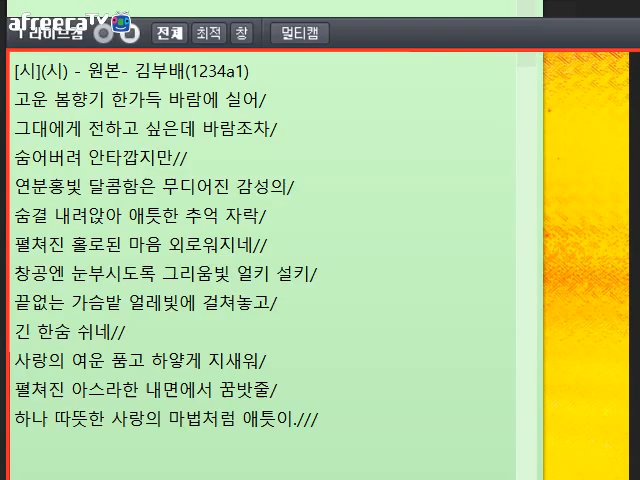 afreecaTV
라이브캠 전체 최적 창 멀티캠
[시](시) - 원본- 김부배(1234a1)
고운 봄향기 한가득 바람에 실어/
그대에게 전하고 싶은데 바람조차/
숨어버려 안타깝지만//
연분홍빛 달콤함은 무디어진 감성의/
숨결 내려앉아 애틋한 추억 자락/
펼쳐진 홀로된 마음 외로워지네//
창공엔 눈부시도록 그리움빛 얼키 설키/
끝없는 가슴밭 얼레빛에 걸쳐놓고/
긴 한숨 쉬네//
사랑의 여운 품고 하얗게 지새워/
펼쳐진 아스라한 내면에서 꿈밧줄/
하나 따뜻한 사랑의 마법처럼 애틋이.///